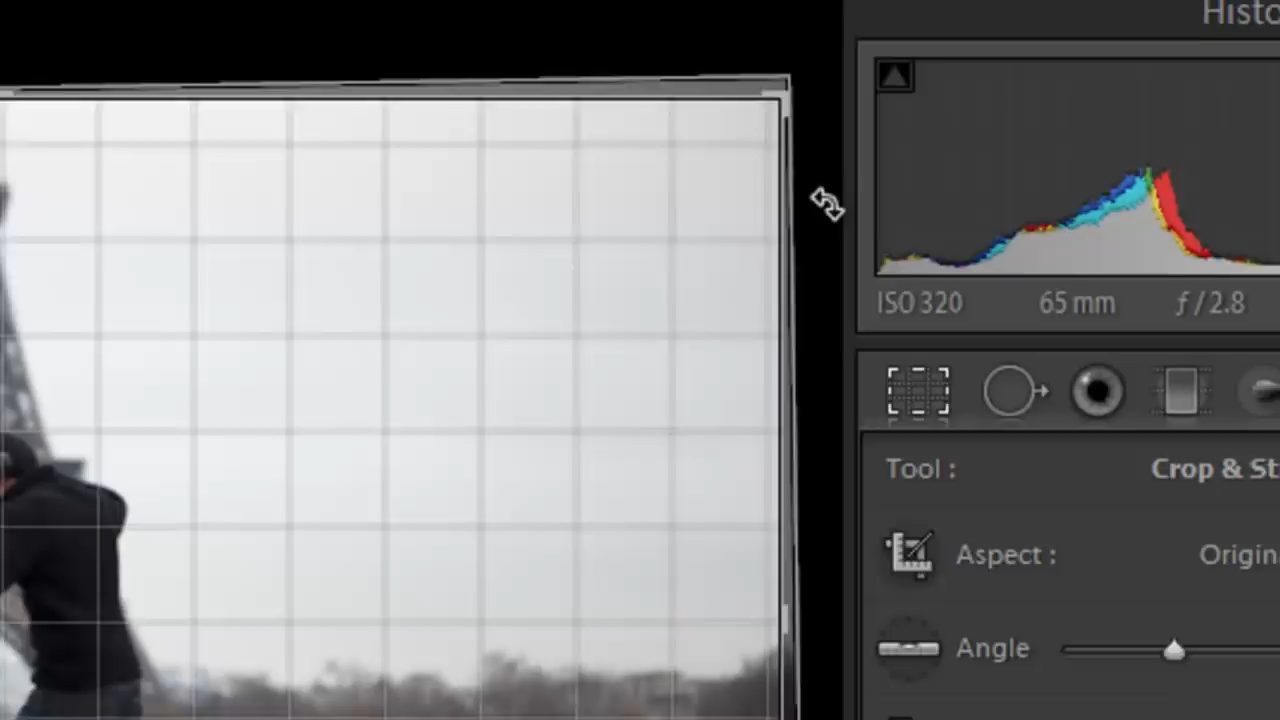 Histo
ISO 320 65 mm ƒ / 2.8
Tool : Crop & St
Aspect : Origin
Angle